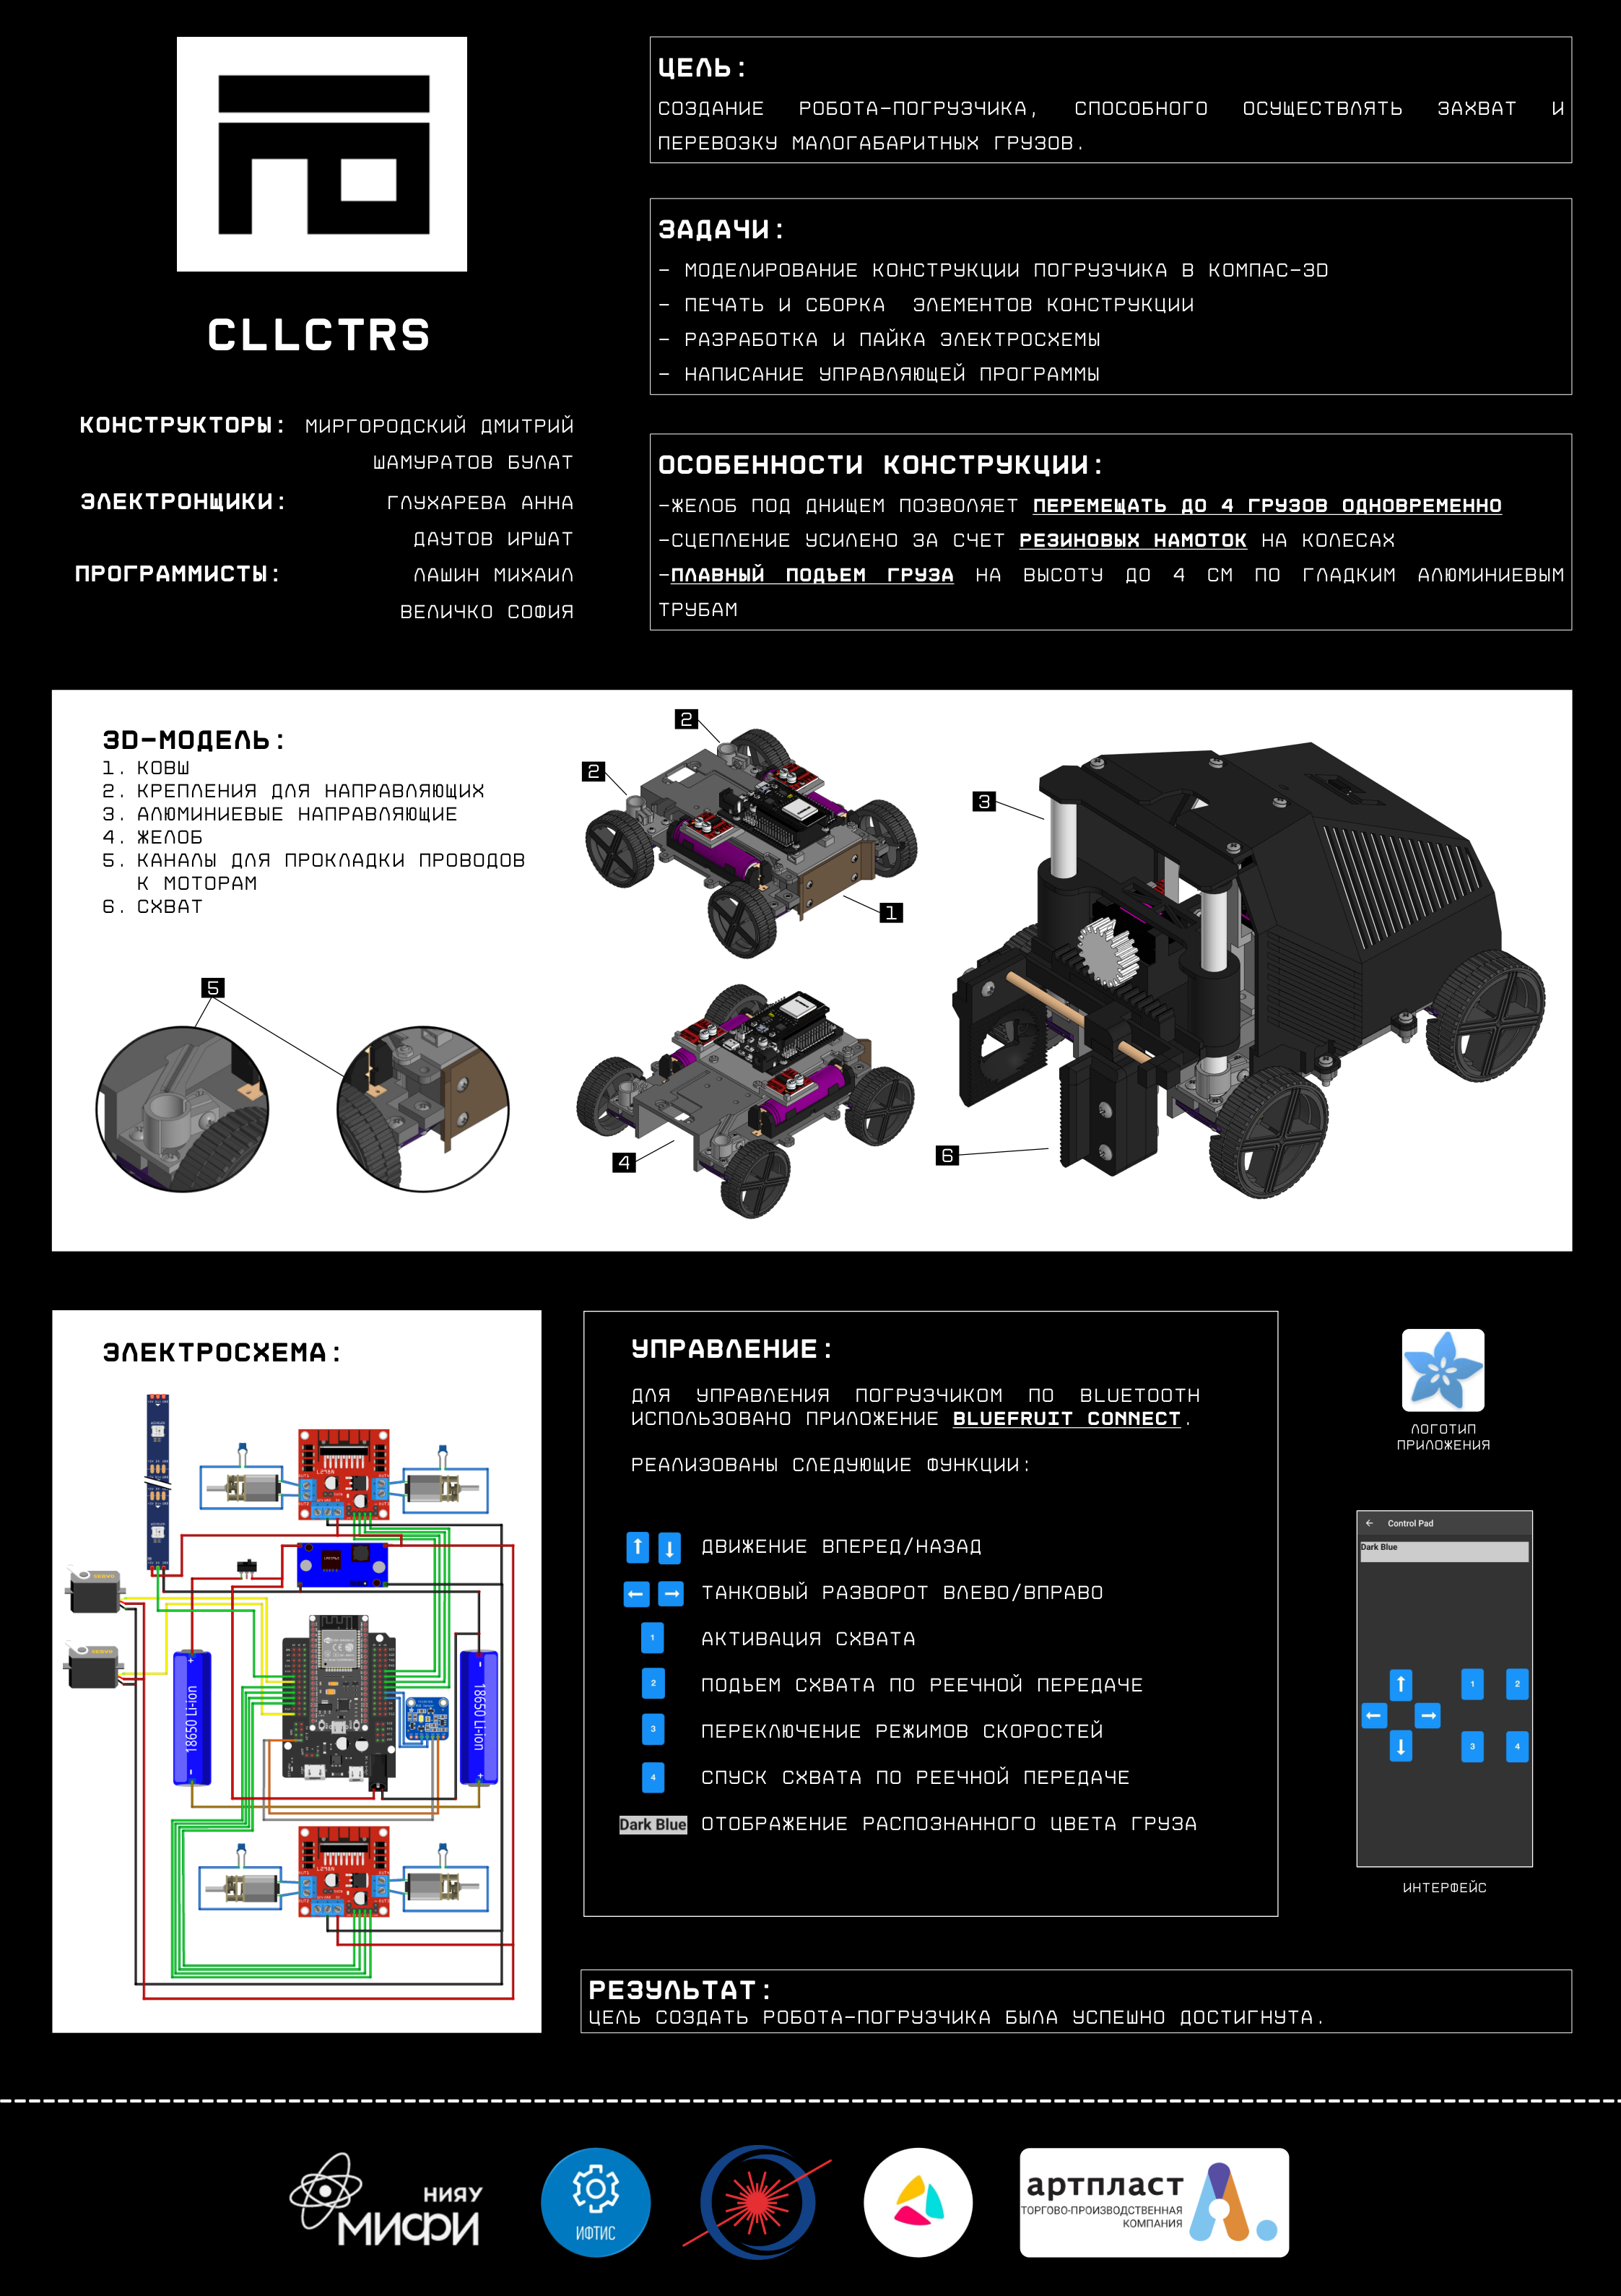 CLLCTRS
КОНСТРУКТОРЫ: МИРГОРОДСКИЙ ДМИТРИЙ
ШАМУРАТОВ БУЛАТ
ЭЛЕКТРОНЩИКИ: ГЛУХАРЕВА АННА
ДАУТОВ ИРШАТ
ПРОГРАММИСТЫ: ЛАШИН МИХАИЛ
ВЕЛИЧКО СОФИЯ
ЦЕЛЬ:
СОЗДАНИЕ РОБОТА-ПОГРУЗЧИКА, СПОСОБНОГО ОСУЩЕСТВЛЯТЬ ЗАХВАТ И
ПЕРЕВОЗКУ МАЛОГАБАРИТНЫХ ГРУЗОВ.
ЗАДАЧИ:
- МОДЕЛИРОВАНИЕ КОНСТРУКЦИИ ПОГРУЗЧИКА В КОМПАС-3D
- ПЕЧАТЬ И СБОРКА ЭЛЕМЕНТОВ КОНСТРУКЦИИ
- РАЗРАБОТКА И ПАЙКА ЭЛЕКТРОСХЕМЫ
- НАПИСАНИЕ УПРАВЛЯЮЩЕЙ ПРОГРАММЫ
ОСОБЕННОСТИ КОНСТРУКЦИИ:
-ЖЕЛОБ ПОД ДНИЩЕМ ПОЗВОЛЯЕТ ПЕРЕМЕЩАТЬ ДО 4 ГРУЗОВ ОДНОВРЕМЕННО
-СЦЕПЛЕНИЕ УСИЛЕНО ЗА СЧЕТ РЕЗИНОВЫХ НАМОТОК НА КОЛЕСАХ
-ПЛАВНЫЙ ПОДЪЕМ ГРУЗА НА ВЫСОТУ ДО 4 СМ ПО ГЛАДКИМ АЛЮМИНИЕВЫМ
ТРУБАМ
3D-МОДЕЛЬ:
1. КОВШ
2. КРЕПЛЕНИЯ ДЛЯ НАПРАВЛЯЮЩИХ
3. АЛЮМИНИЕВЫЕ НАПРАВЛЯЮЩИЕ
4. ЖЕЛОБ
5. КАНАЛЫ ДЛЯ ПРОКЛАДКИ ПРОВОДОВ
К МОТОРАМ
6. СХВАТ
2
2
3
1
5
4
6
ЭЛЕКТРОСХЕМА:
L298N
18650 Li-ion
18650 Li-ion
L298N
УПРАВЛЕНИЕ:
ДЛЯ УПРАВЛЕНИЯ ПОГРУЗЧИКОМ ПО BLUETOOTH
ИСПОЛЬЗОВАНО ПРИЛОЖЕНИЕ BLUEFRUIT CONNECT.
РЕАЛИЗОВАНЫ СЛЕДУЮЩИЕ ФУНКЦИИ:
↑ ↓ ДВИЖЕНИЕ ВПЕРЕД/НАЗАД
← → ТАНКОВЫЙ РАЗВОРОТ ВЛЕВО/ВПРАВО
1 АКТИВАЦИЯ СХВАТА
2 ПОДЪЕМ СХВАТА ПО РЕЕЧНОЙ ПЕРЕДАЧЕ
3 ПЕРЕКЛЮЧЕНИЕ РЕЖИМОВ СКОРОСТЕЙ
4 СПУСК СХВАТА ПО РЕЕЧНОЙ ПЕРЕДАЧЕ
Dark Blue ОТОБРАЖЕНИЕ РАСПОЗНАННОГО ЦВЕТА ГРУЗА
ЛОГОТИП
ПРИЛОЖЕНИЯ
← Control Pad
Dark Blue
↑ 1 2
← →
↓ 3 4
ИНТЕРФЕЙС
РЕЗУЛЬТАТ:
ЦЕЛЬ СОЗДАТЬ РОБОТА-ПОГРУЗЧИКА БЫЛА УСПЕШНО ДОСТИГНУТА.
НИЯУ
МИФИ
ИФТИС
артпласт
ТОРГОВО-ПРОИЗВОДСТВЕННАЯ
КОМПАНИЯ